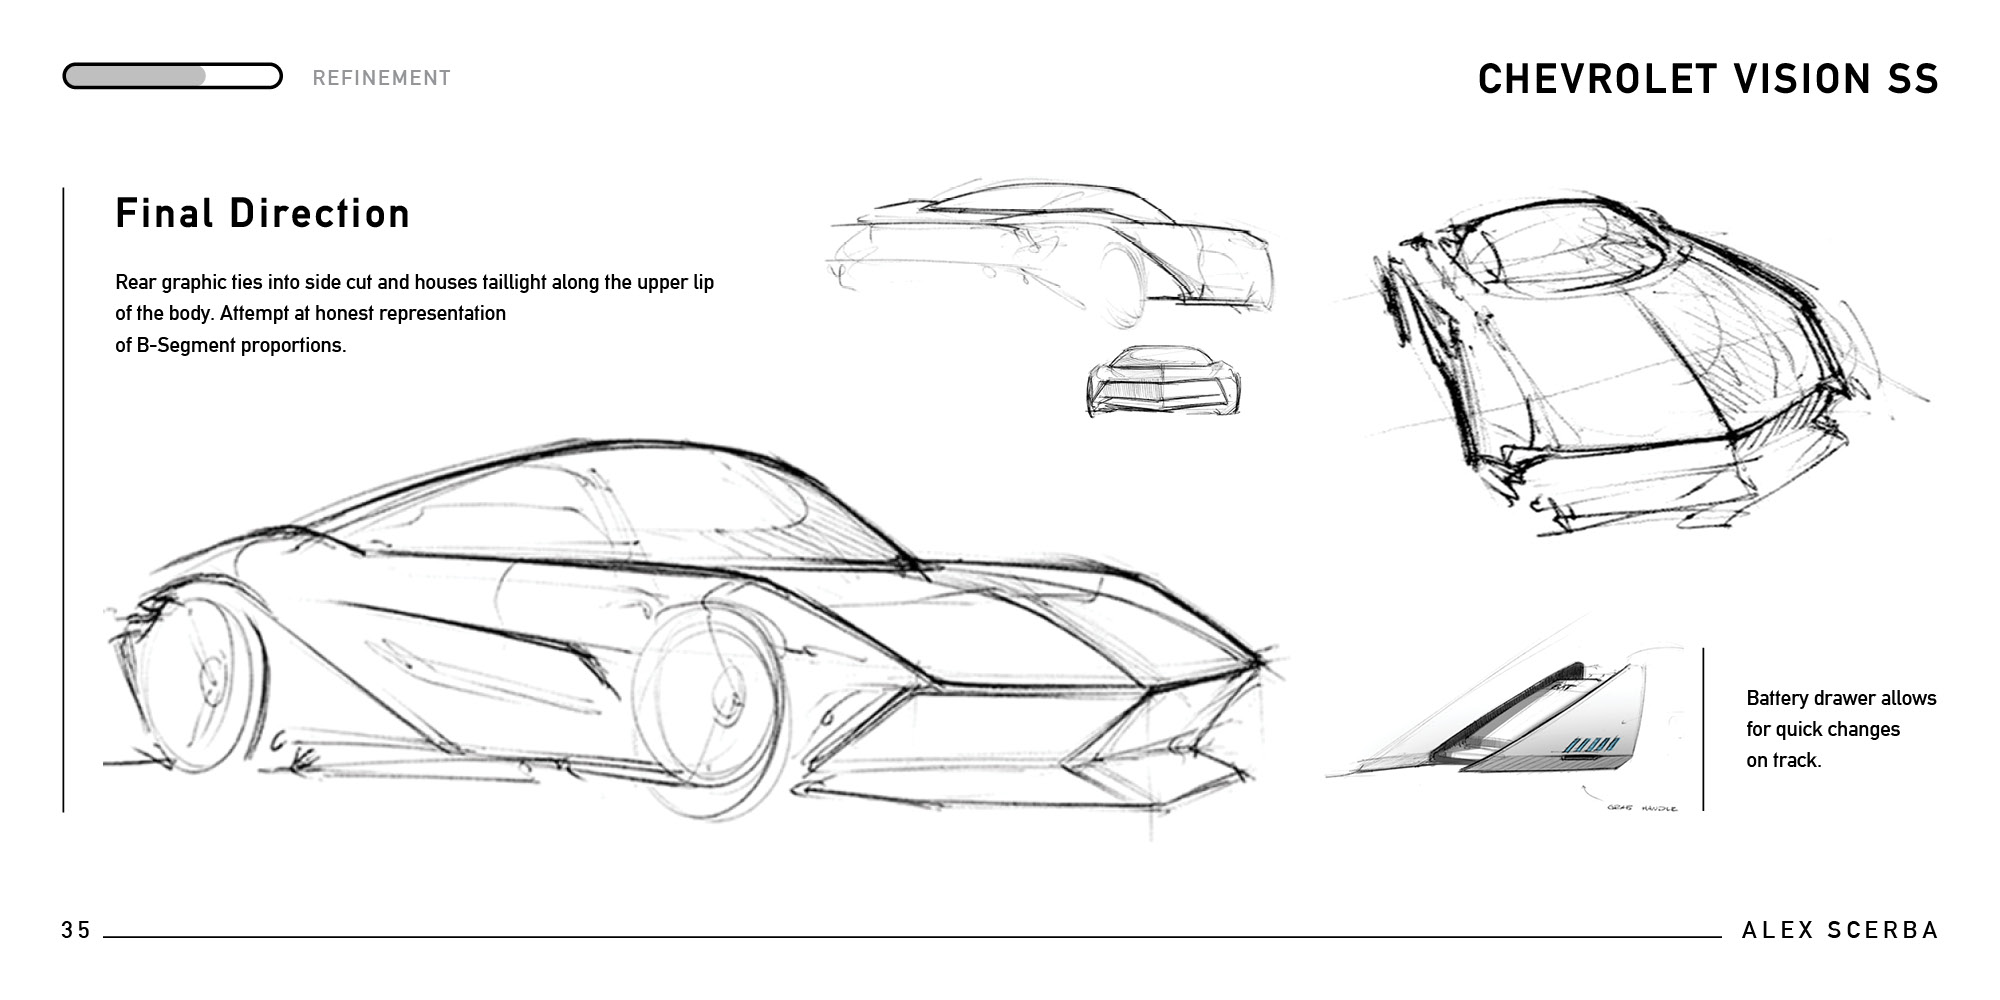 REFINEMENT
CHEVROLET VISION SS
Final Direction
Rear graphic ties into side cut and houses taillight along the upper lip
of the body. Attempt at honest representation
of B-Segment proportions.
Battery drawer allows
for quick changes
on track.
GRAB HANDLE
35
ALEX SCERBA